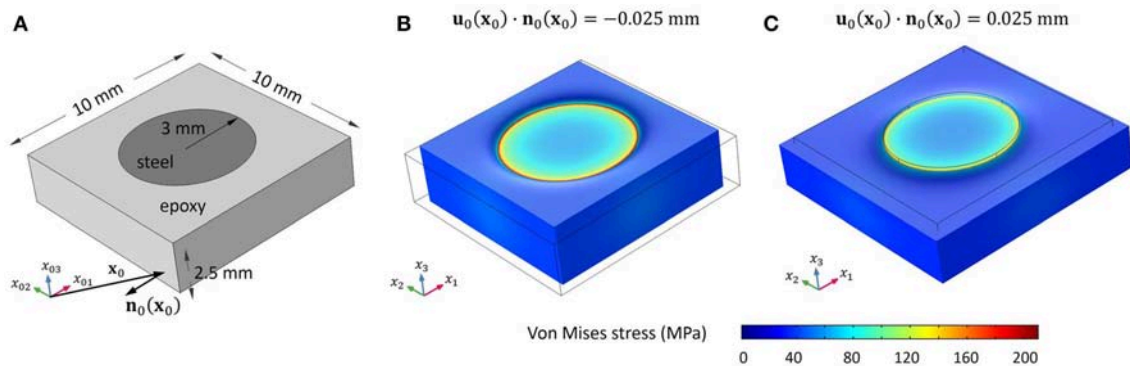 A
10 mm
10 mm
3 mm
steel
epoxy
2.5 mm
x₀
n₀(x₀)
x₀₃
x₀₂
x₀₁
B
u₀(x₀) · n₀(x₀) = −0.025 mm
x₃
x₂
x₁
C
u₀(x₀) · n₀(x₀) = 0.025 mm
x₃
x₂
x₁
Von Mises stress (MPa)
0 40 80 120 160 200